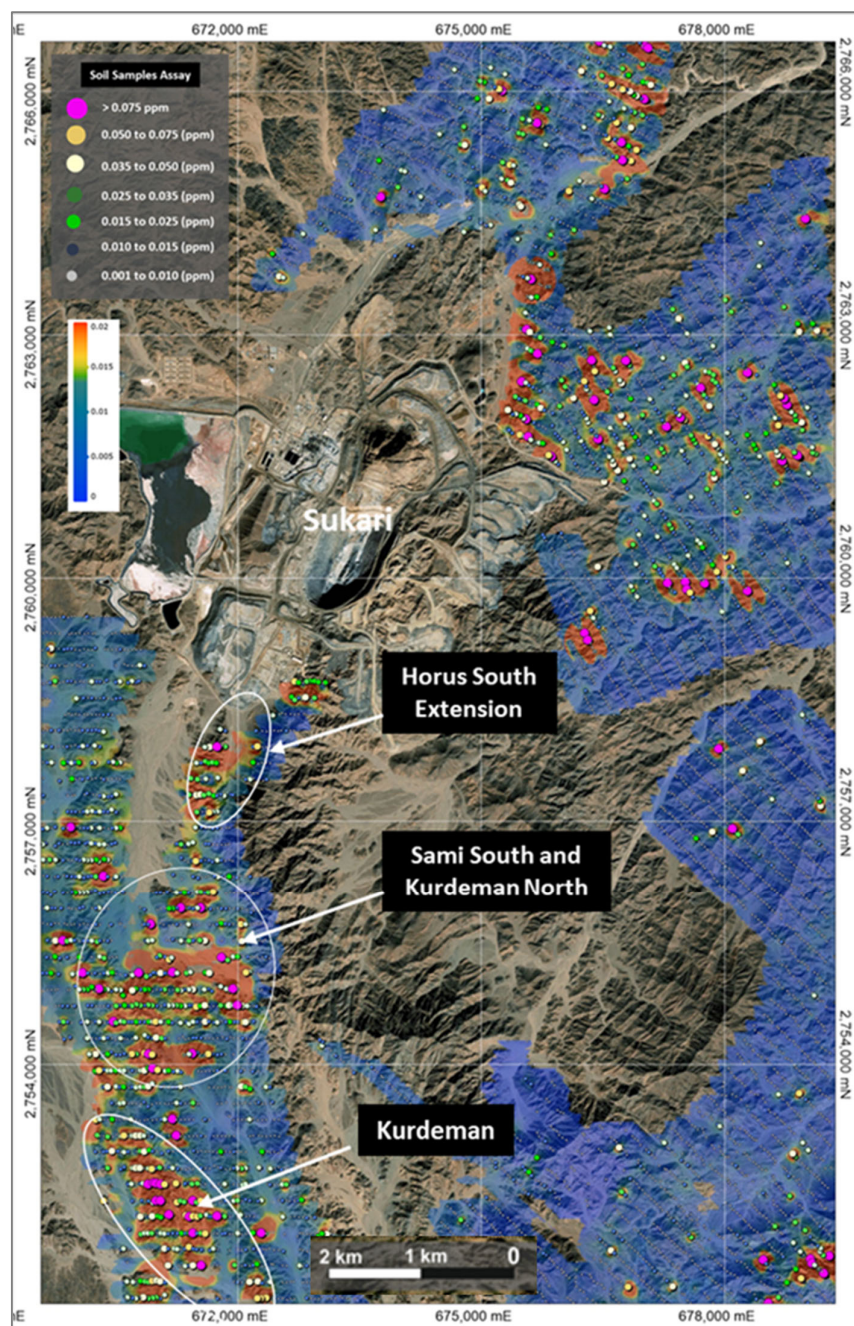 mE 672,000 mE 675,000 mE 678,000 mE
Soil Samples Assay
> 0.075 ppm
0.050 to 0.075 (ppm)
0.035 to 0.050 (ppm)
0.025 to 0.035 (ppm)
0.015 to 0.025 (ppm)
0.010 to 0.015 (ppm)
0.001 to 0.010 (ppm)
2,766,000 mN
2,766,000 mN
0.02
0.015
0.01
0.005
0
2,763,000 mN
2,763,000 mN
Sukari
2,760,000 mN
2,760,000 mN
Horus South
Extension
2,757,000 mN
2,757,000 mN
Sami South and
Kurdeman North
2,754,000 mN
2,754,000 mN
Kurdeman
2 km 1 km 0
mE 672,000 mE 675,000 mE 678,000 mE